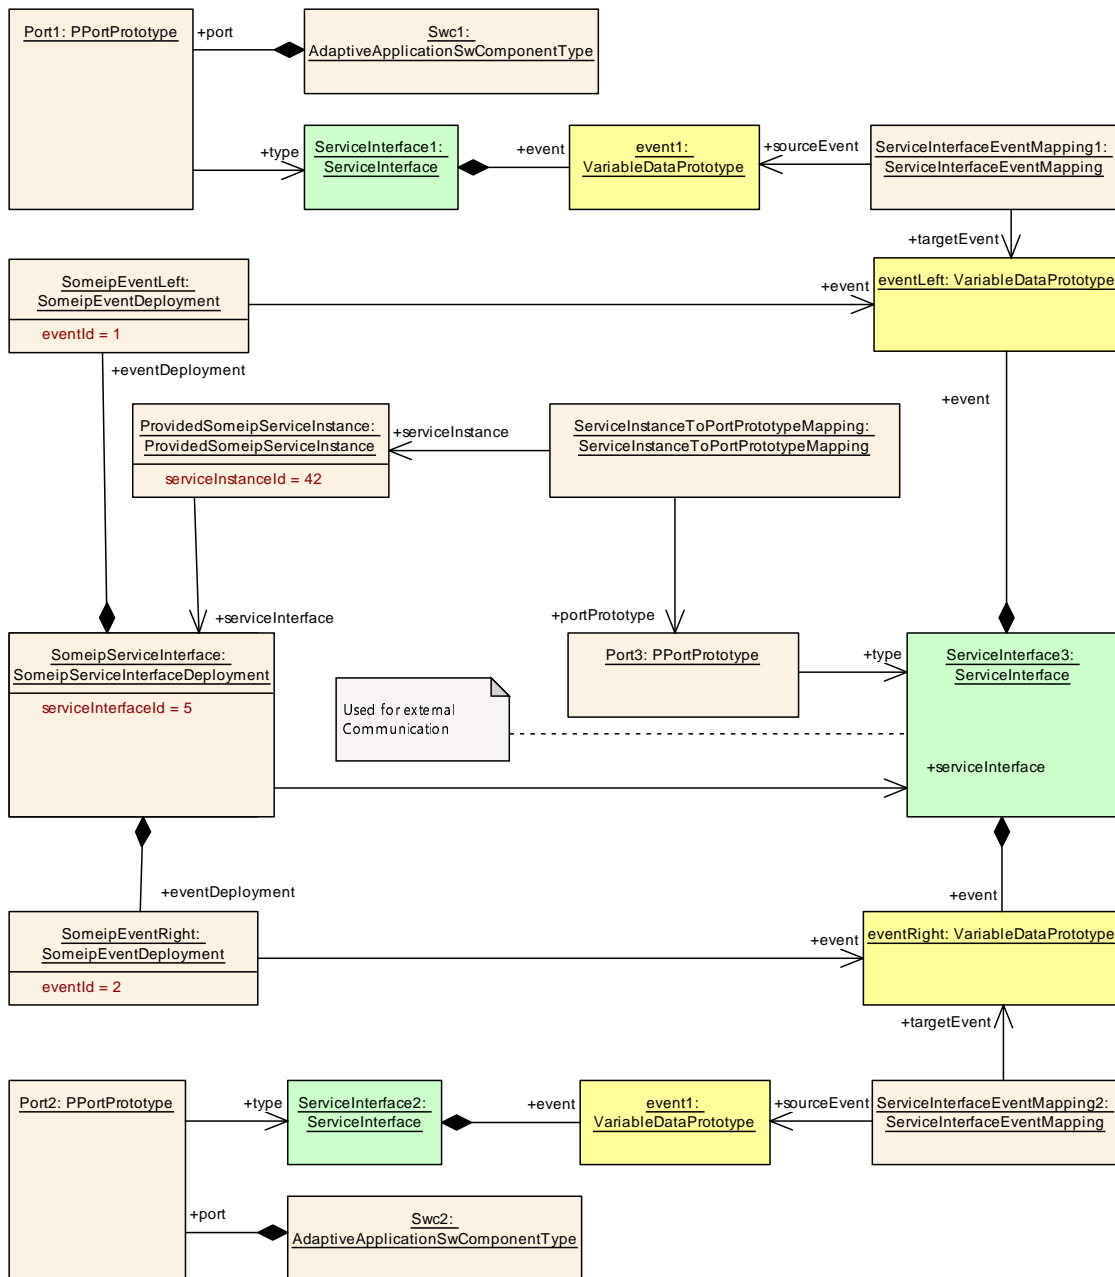 Port1: PPortPrototype
+port
Swc1:
AdaptiveApplicationSwComponentType
+type
ServiceInterface1:
ServiceInterface
+event
event1:
VariableDataPrototype
+sourceEvent
ServiceInterfaceEventMapping1:
ServiceInterfaceEventMapping
+targetEvent
SomeipEventLeft:
SomeipEventDeployment
eventId = 1
+event
eventLeft: VariableDataPrototype
+eventDeployment
+event
ProvidedSomeipServiceInstance:
ProvidedSomeipServiceInstance
serviceInstanceId = 42
+serviceInstance
ServiceInstanceToPortPrototypeMapping:
ServiceInstanceToPortPrototypeMapping
+serviceInterface
+portPrototype
SomeipServiceInterface:
SomeipServiceInterfaceDeployment
serviceInterfaceId = 5
Port3: PPortPrototype
+type
ServiceInterface3:
ServiceInterface
Used for external
Communication
+serviceInterface
+eventDeployment
+event
SomeipEventRight:
SomeipEventDeployment
eventId = 2
+event
eventRight: VariableDataPrototype
+targetEvent
Port2: PPortPrototype
+type
ServiceInterface2:
ServiceInterface
+event
event1:
VariableDataPrototype
+sourceEvent
ServiceInterfaceEventMapping2:
ServiceInterfaceEventMapping
+port
Swc2:
AdaptiveApplicationSwComponentType